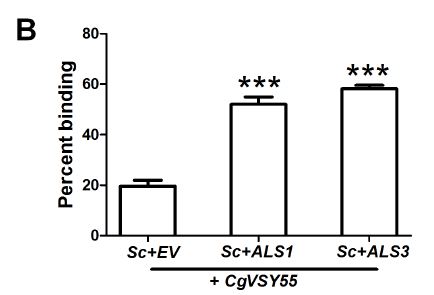 B
80
60
40
20
0
Percent binding
***
***
Sc+EV Sc+ALS1 Sc+ALS3
+ CgVSY55